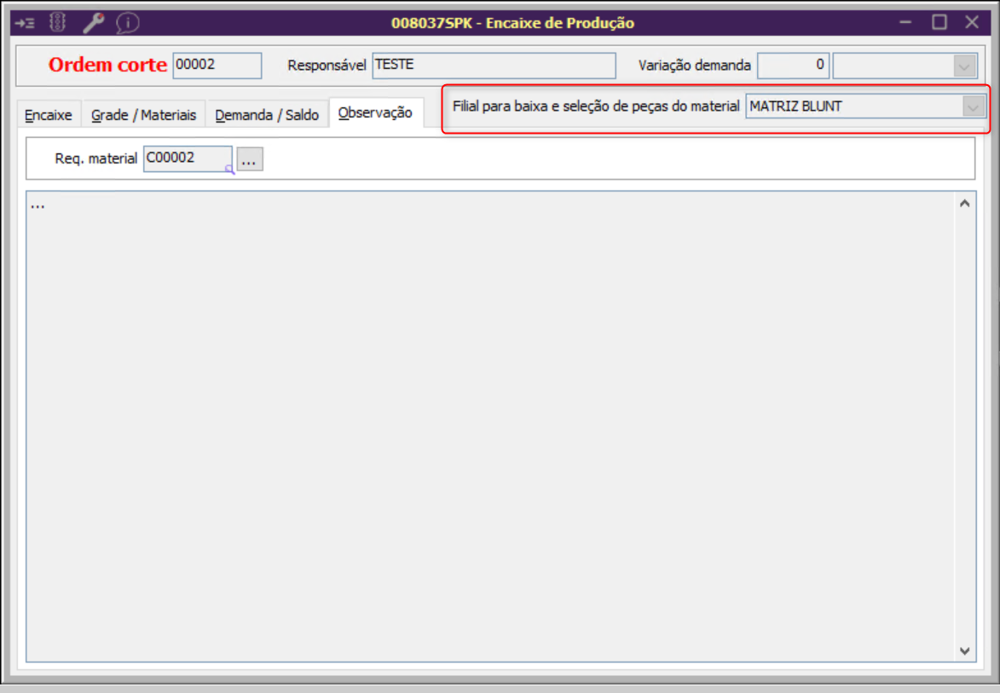 008037SPK - Encaixe de Produção
Ordem corte 00002 Responsável TESTE Variação demanda 0
Encaixe Grade / Materiais Demanda / Saldo Observação Filial para baixa e seleção de peças do material MATRIZ BLUNT
Req. material C00002 ...
...